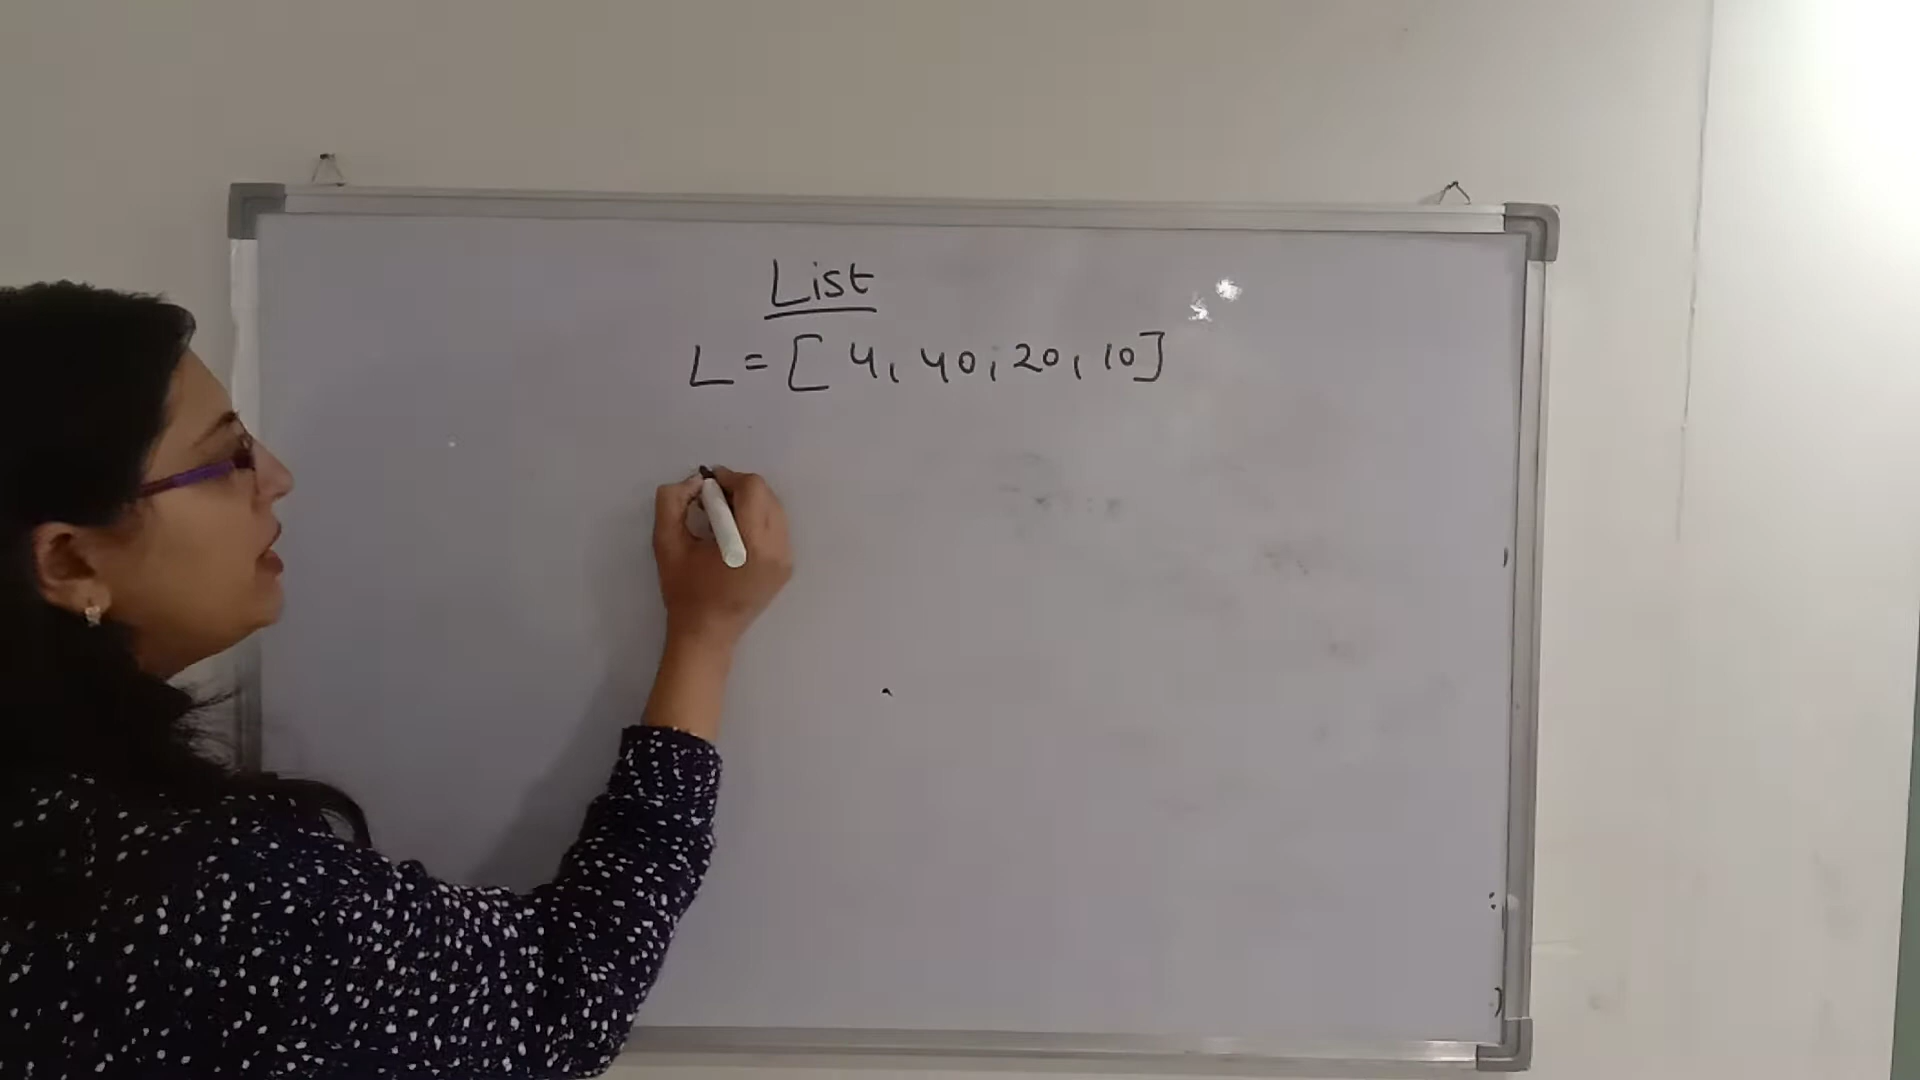 List
L = [ 4, 40, 20, 10]